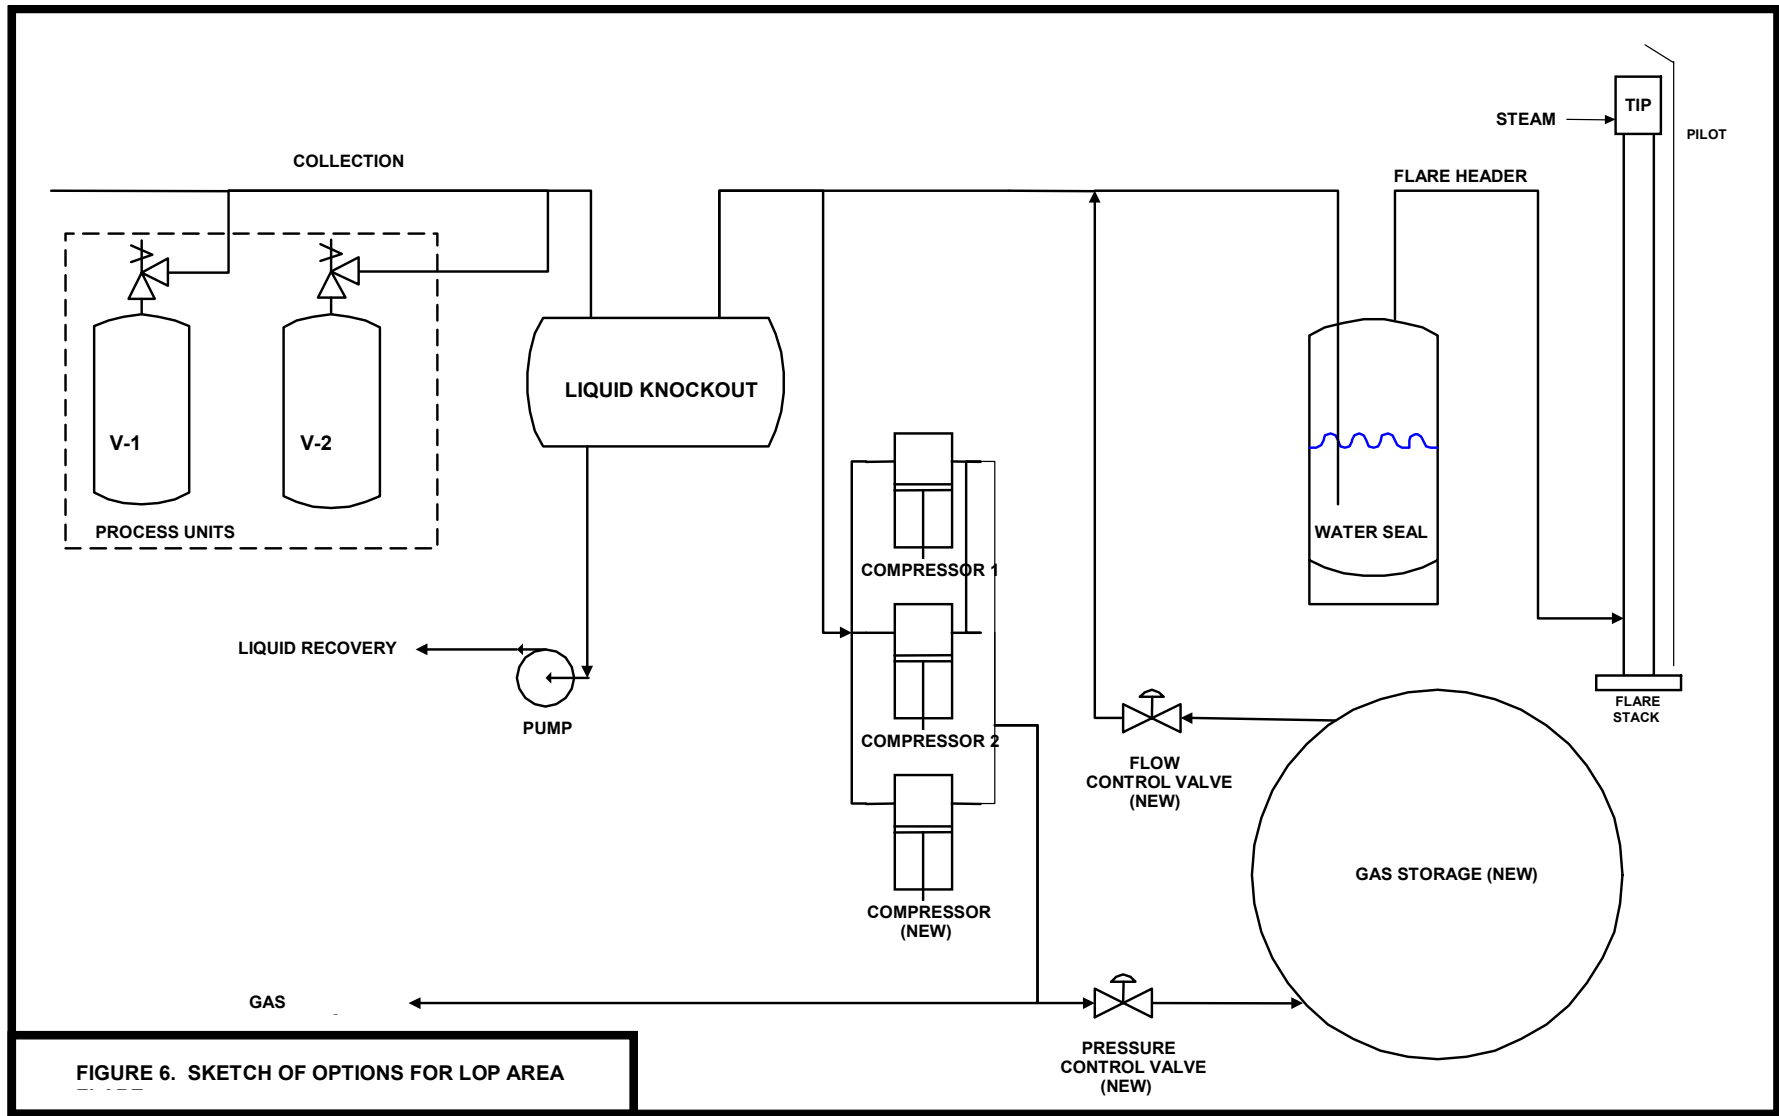 COLLECTION
STEAM
TIP
PILOT
FLARE HEADER
V-1
V-2
PROCESS UNITS
LIQUID KNOCKOUT
WATER SEAL
COMPRESSOR 1
LIQUID RECOVERY
PUMP
COMPRESSOR 2
FLARE
STACK
FLOW
CONTROL VALVE
(NEW)
GAS STORAGE (NEW)
COMPRESSOR
(NEW)
GAS
PRESSURE
CONTROL VALVE
(NEW)
FIGURE 6.  SKETCH OF OPTIONS FOR LOP AREA